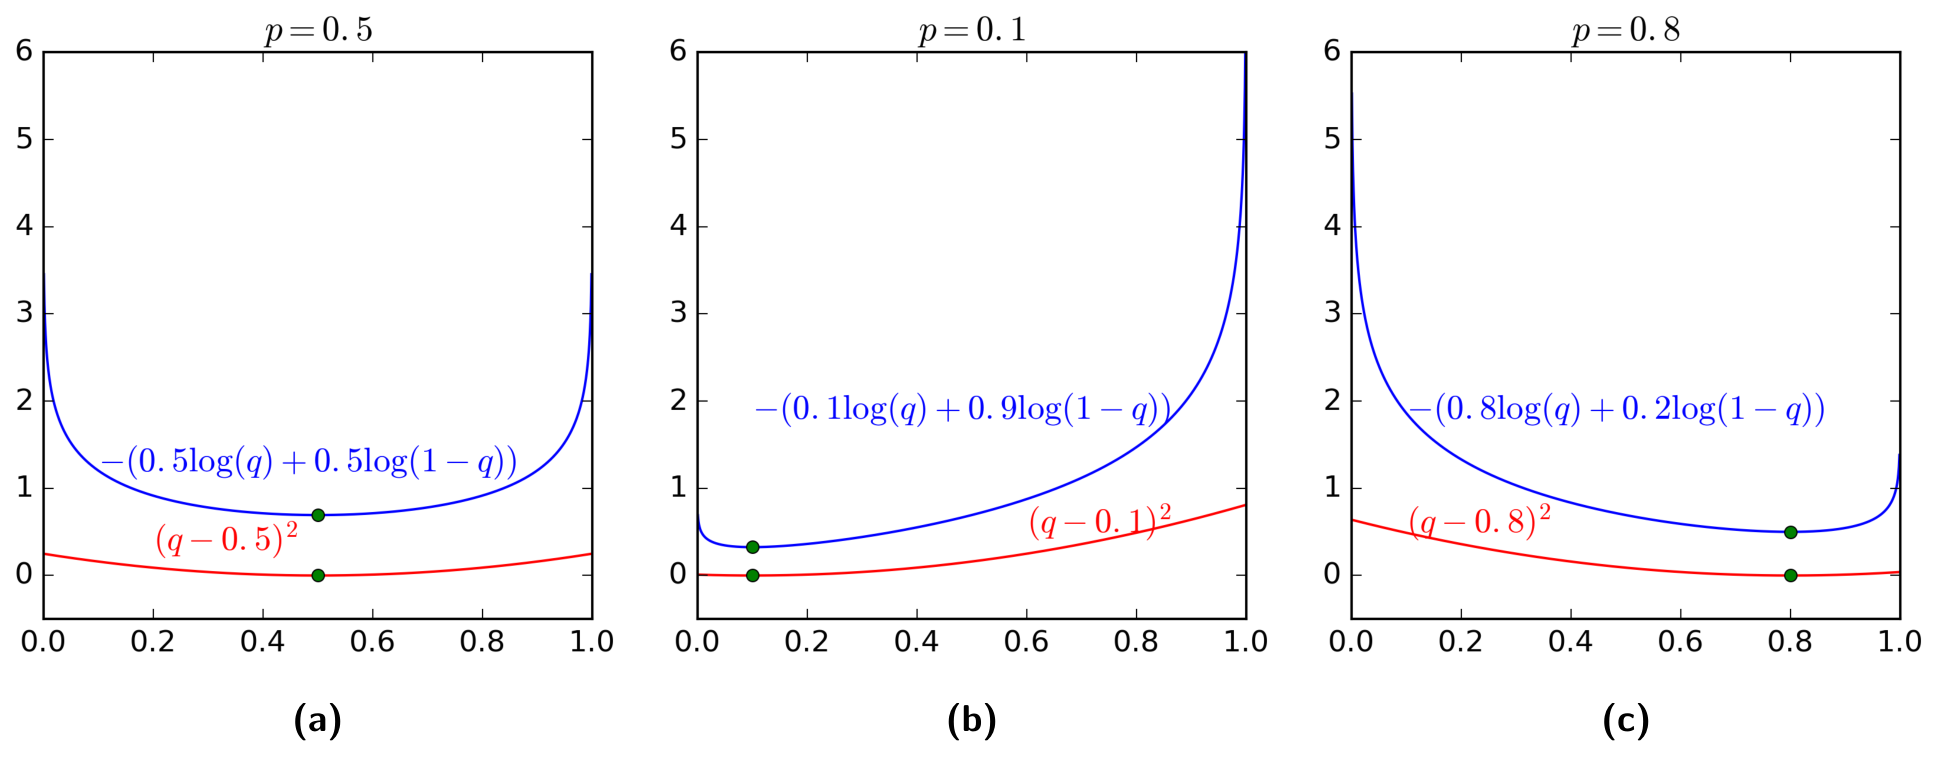 p = 0.5
6
5
4
3
2
1
0
−(0.5log(q) + 0.5log(1 − q))
(q − 0.5)²
0.0 0.2 0.4 0.6 0.8 1.0
(a)
p = 0.1
6
5
4
3
2
1
0
−(0.1log(q) + 0.9log(1 − q))
(q − 0.1)²
0.0 0.2 0.4 0.6 0.8 1.0
(b)
p = 0.8
6
5
4
3
2
1
0
−(0.8log(q) + 0.2log(1 − q))
(q − 0.8)²
0.0 0.2 0.4 0.6 0.8 1.0
(c)